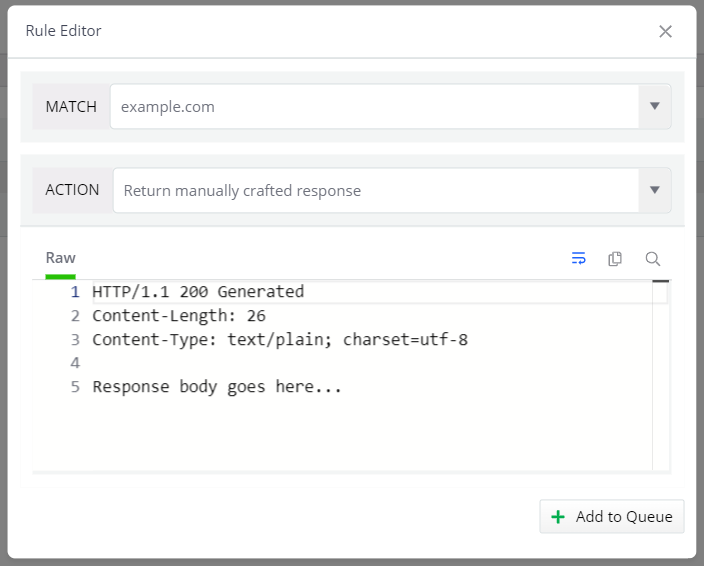 Rule Editor
MATCH example.com
ACTION Return manually crafted response
Raw
1 HTTP/1.1 200 Generated
2 Content-Length: 26
3 Content-Type: text/plain; charset=utf-8
4
5 Response body goes here...
Add to Queue